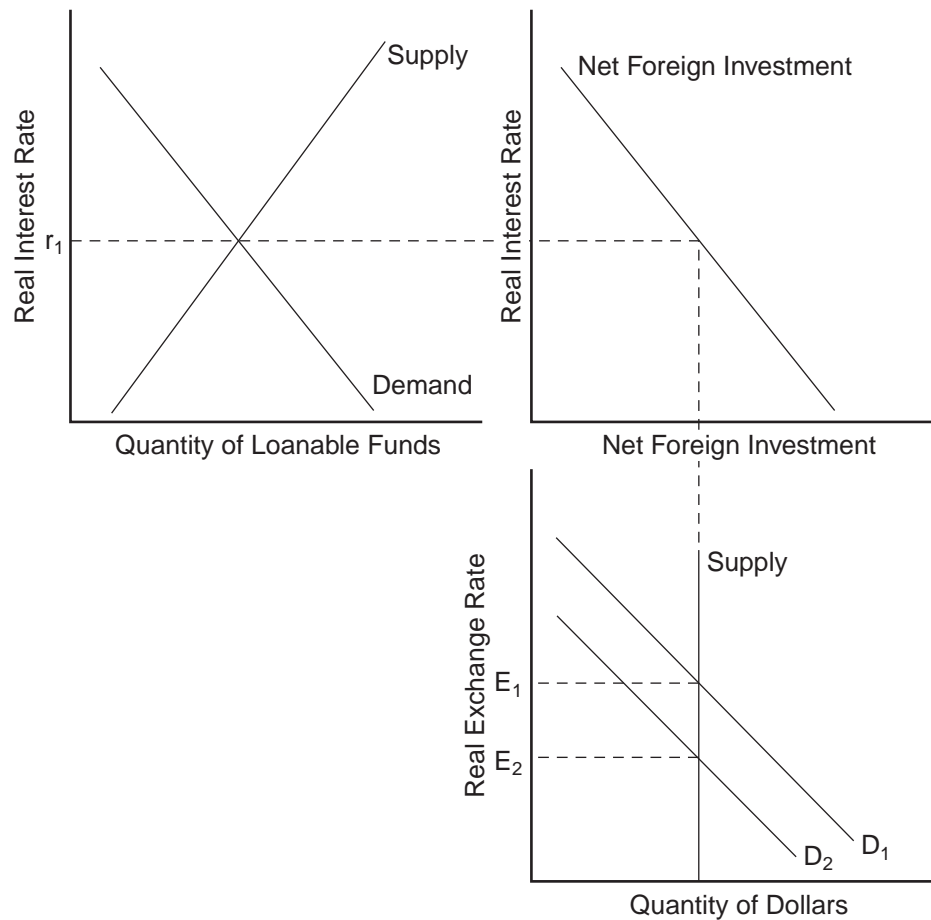 Supply
Real Interest Rate
r1
Demand
Quantity of Loanable Funds
Net Foreign Investment
Real Interest Rate
Net Foreign Investment
Supply
Real Exchange Rate
E1
E2
D2
D1
Quantity of Dollars